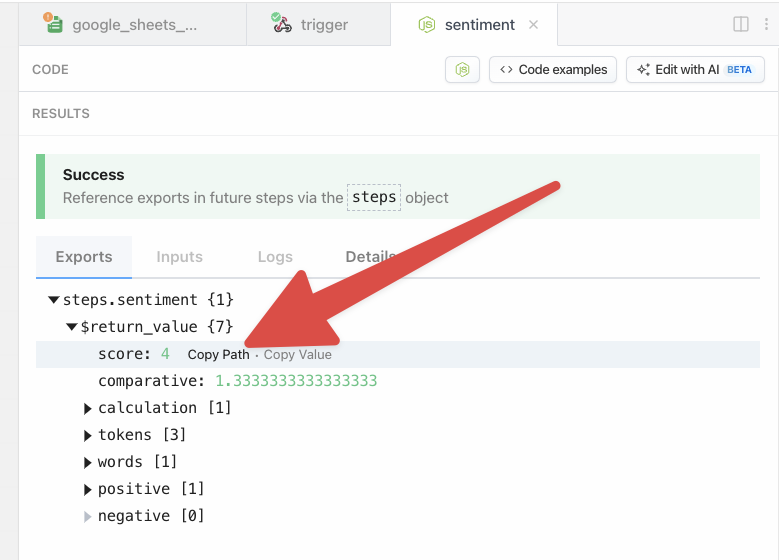 google_sheets_... trigger sentiment
CODE JS Code examples Edit with AI BETA
RESULTS
Success
Reference exports in future steps via the steps object
Exports Inputs Logs Details
steps.sentiment {1}
$return_value {7}
score: 4 Copy Path · Copy Value
comparative: 1.3333333333333333
calculation [1]
tokens [3]
words [1]
positive [1]
negative [0]